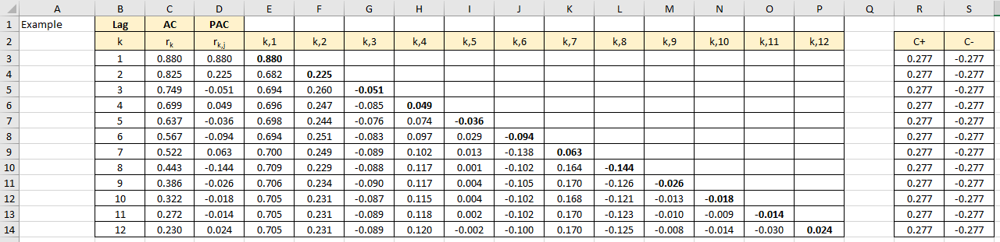 A B C D E F G H I J K L M N O P Q R S
1 Example Lag AC PAC
2 k rk rk,j k,1 k,2 k,3 k,4 k,5 k,6 k,7 k,8 k,9 k,10 k,11 k,12 C+ C-
3 1 0.880 0.880 0.880 0.277 -0.277
4 2 0.825 0.225 0.682 0.225 0.277 -0.277
5 3 0.749 -0.051 0.694 0.260 -0.051 0.277 -0.277
6 4 0.699 0.049 0.696 0.247 -0.085 0.049 0.277 -0.277
7 5 0.637 -0.036 0.698 0.244 -0.076 0.074 -0.036 0.277 -0.277
8 6 0.567 -0.094 0.694 0.251 -0.083 0.097 0.029 -0.094 0.277 -0.277
9 7 0.522 0.063 0.700 0.249 -0.089 0.102 0.013 -0.138 0.063 0.277 -0.277
10 8 0.443 -0.144 0.709 0.229 -0.088 0.117 0.001 -0.102 0.164 -0.144 0.277 -0.277
11 9 0.386 -0.026 0.706 0.234 -0.090 0.117 0.004 -0.105 0.170 -0.126 -0.026 0.277 -0.277
12 10 0.322 -0.018 0.705 0.231 -0.087 0.115 0.004 -0.102 0.168 -0.121 -0.013 -0.018 0.277 -0.277
13 11 0.272 -0.014 0.705 0.231 -0.089 0.118 0.002 -0.102 0.170 -0.123 -0.010 -0.009 -0.014 0.277 -0.277
14 12 0.230 0.024 0.705 0.231 -0.089 0.120 -0.002 -0.100 0.170 -0.125 -0.008 -0.014 -0.030 0.024 0.277 -0.277